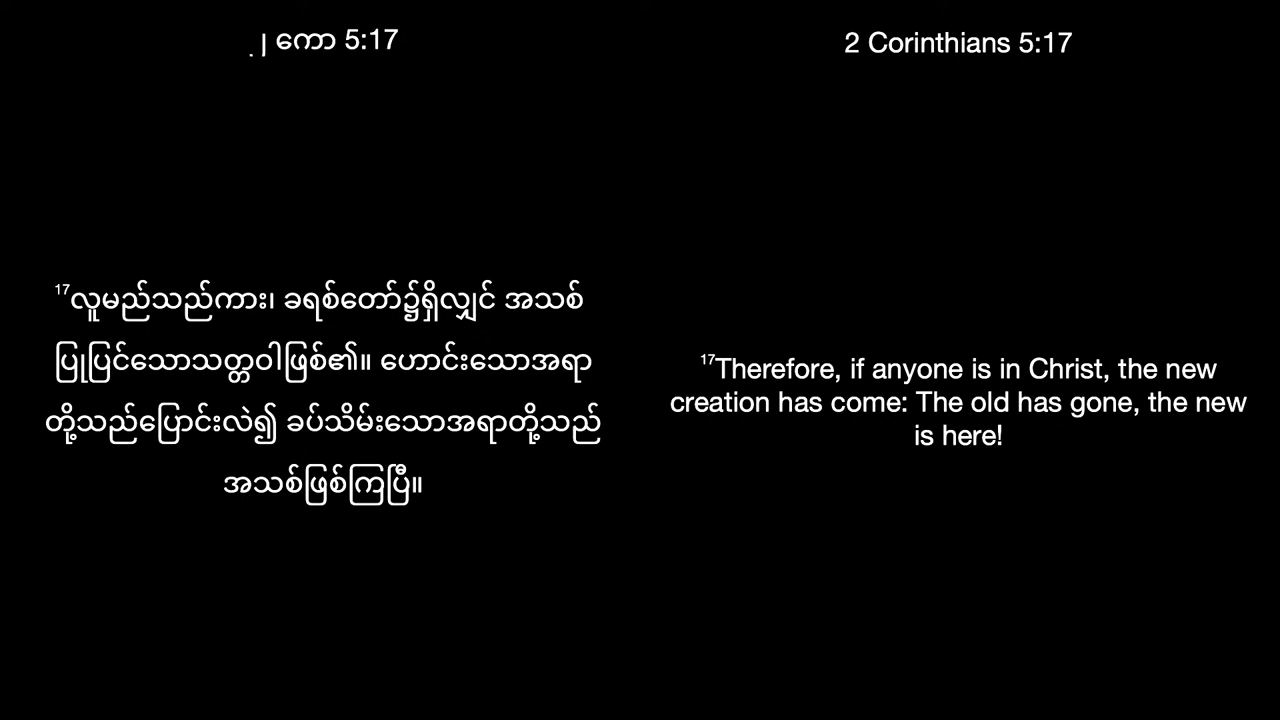 ၂ ကော 5:17
17လူမည်သည်ကား၊ ခရစ်တော်၌ရှိလျှင် အသစ်
ပြုပြင်သောသတ္တဝါဖြစ်၏။ ဟောင်းသောအရာ
တို့သည်ပြောင်းလဲ၍ ခပ်သိမ်းသောအရာတို့သည်
အသစ်ဖြစ်ကြပြီ။
2 Corinthians 5:17
17Therefore, if anyone is in Christ, the new
creation has come: The old has gone, the new
is here!